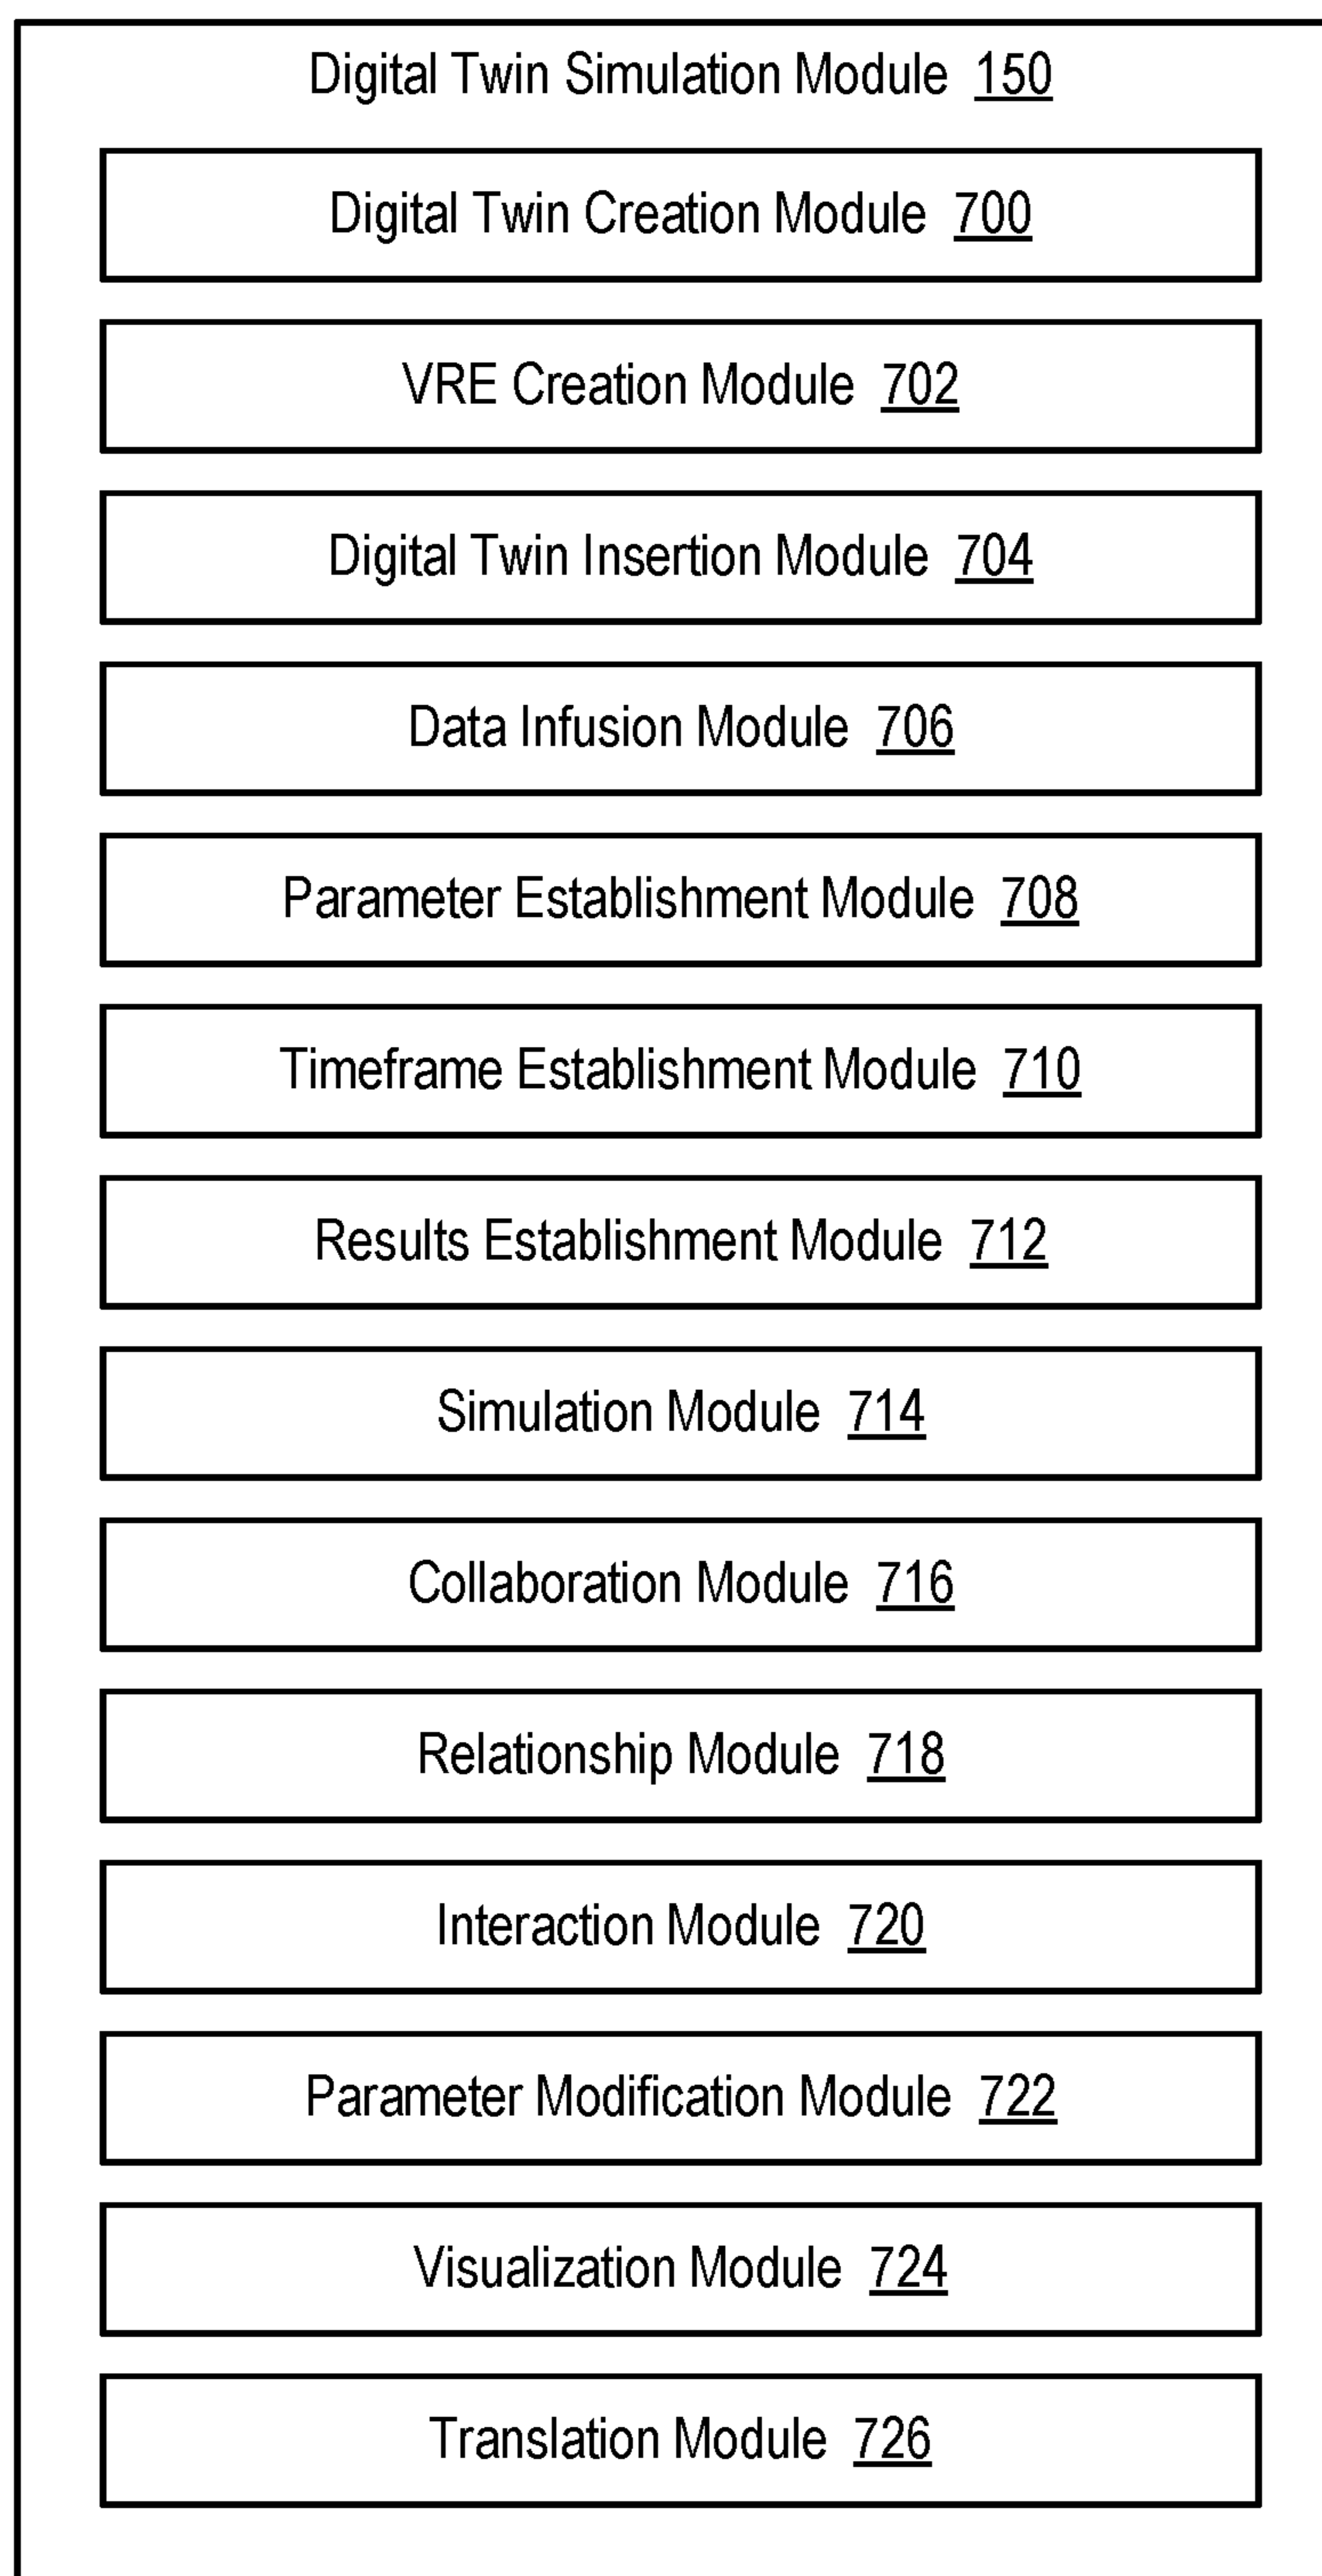 Digital Twin Simulation Module 150
Digital Twin Creation Module 700
VRE Creation Module 702
Digital Twin Insertion Module 704
Data Infusion Module 706
Parameter Establishment Module 708
Timeframe Establishment Module 710
Results Establishment Module 712
Simulation Module 714
Collaboration Module 716
Relationship Module 718
Interaction Module 720
Parameter Modification Module 722
Visualization Module 724
Translation Module 726